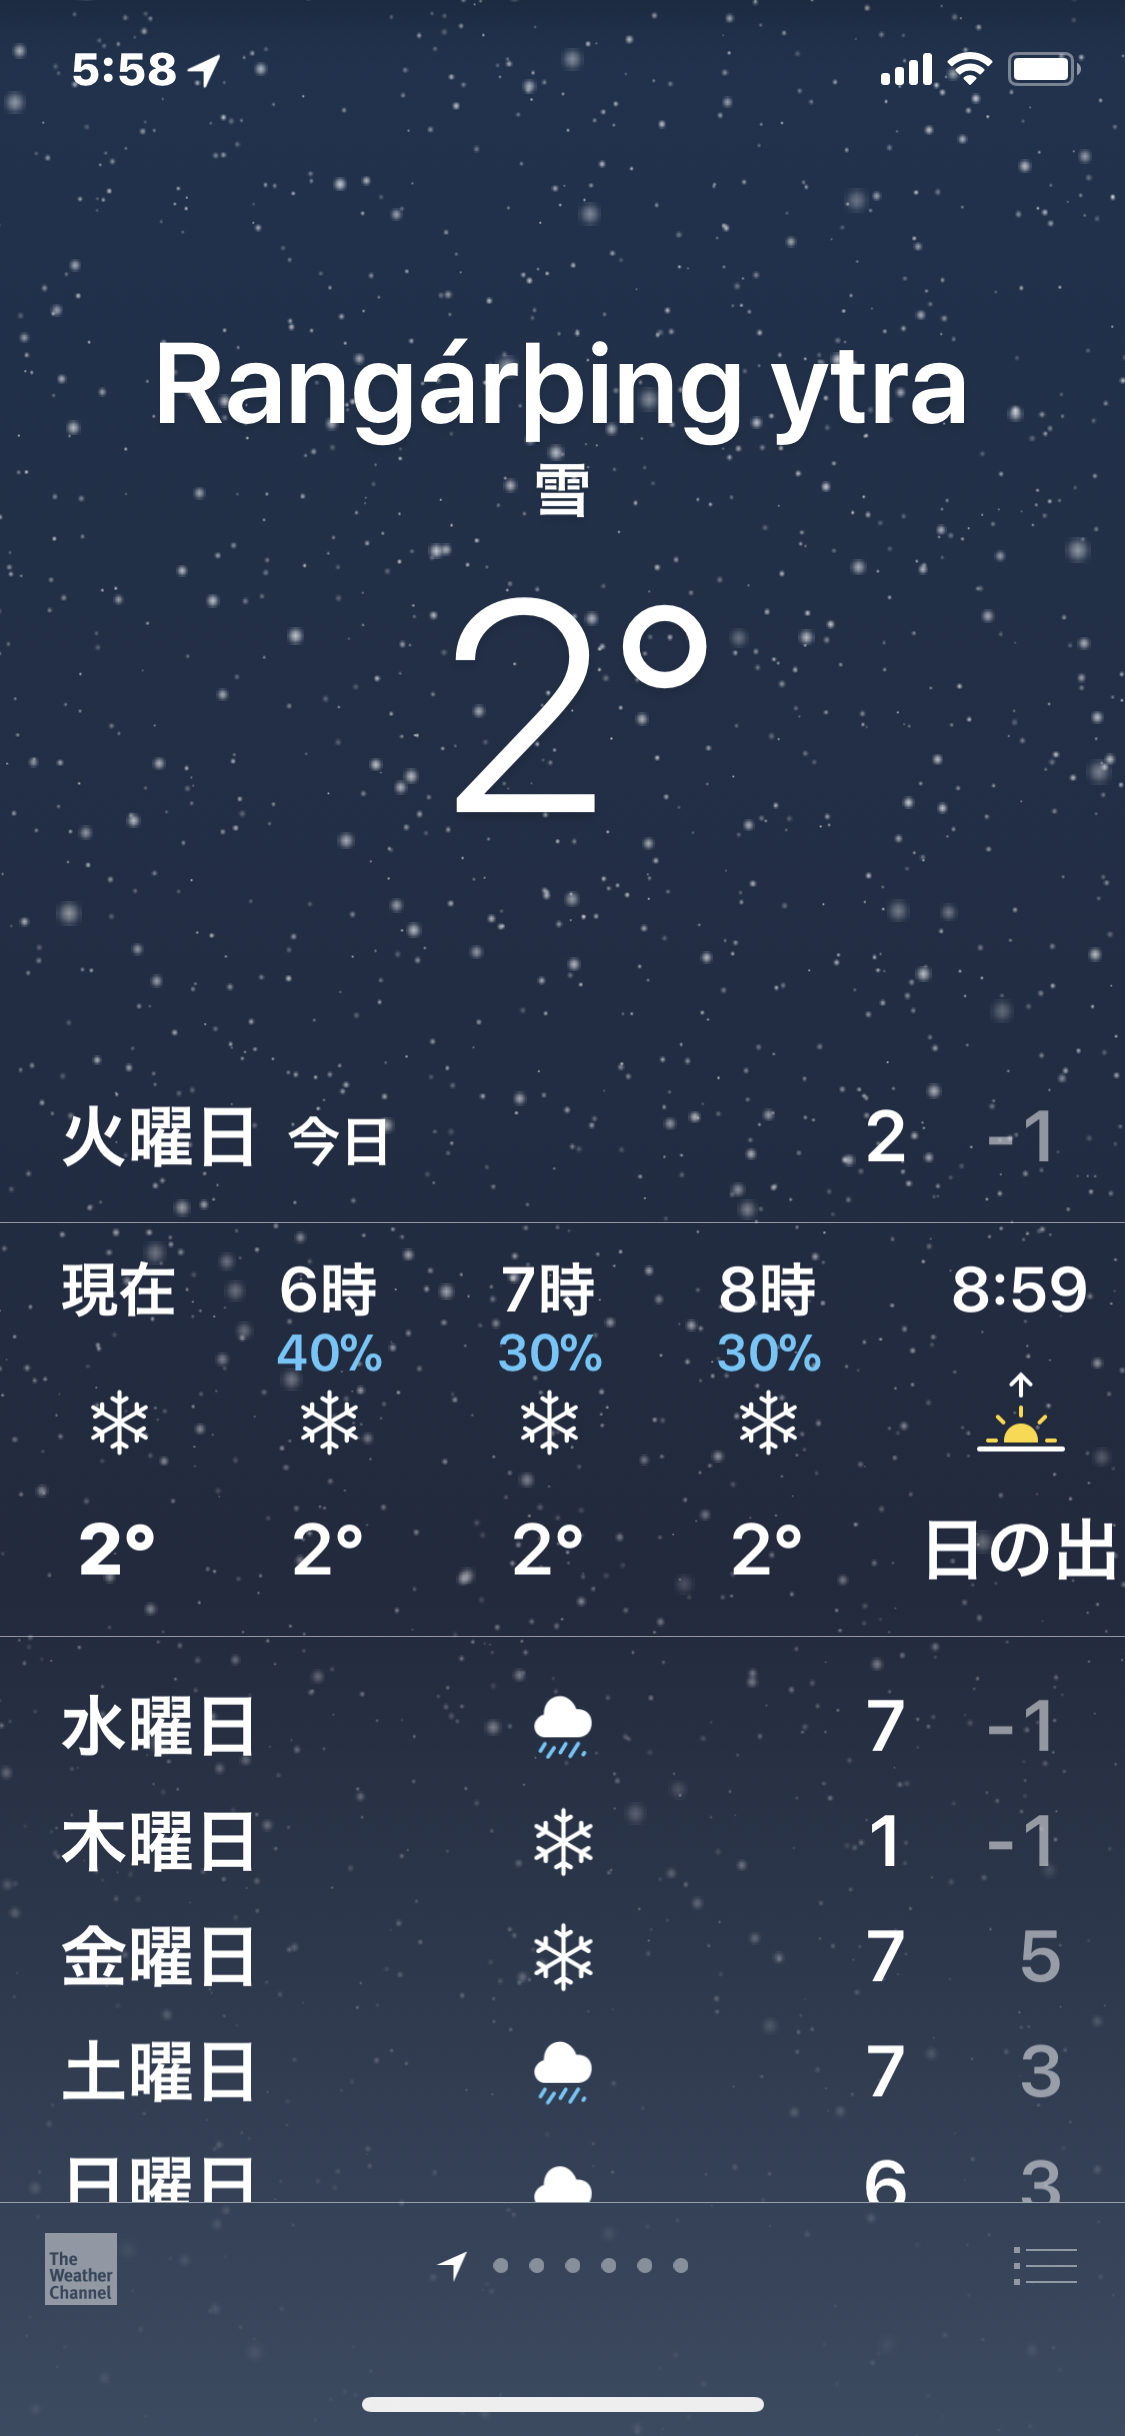 5:58
Rangárþing ytra
雪
2°
火曜日 今日 2 -1
現在 6時 7時 8時 8:59
40% 30% 30%
2° 2° 2° 2° 日の出
水曜日 7 -1
木曜日 1 -1
金曜日 7 5
土曜日 7 3
日曜日 6 3
The
Weather
Channel